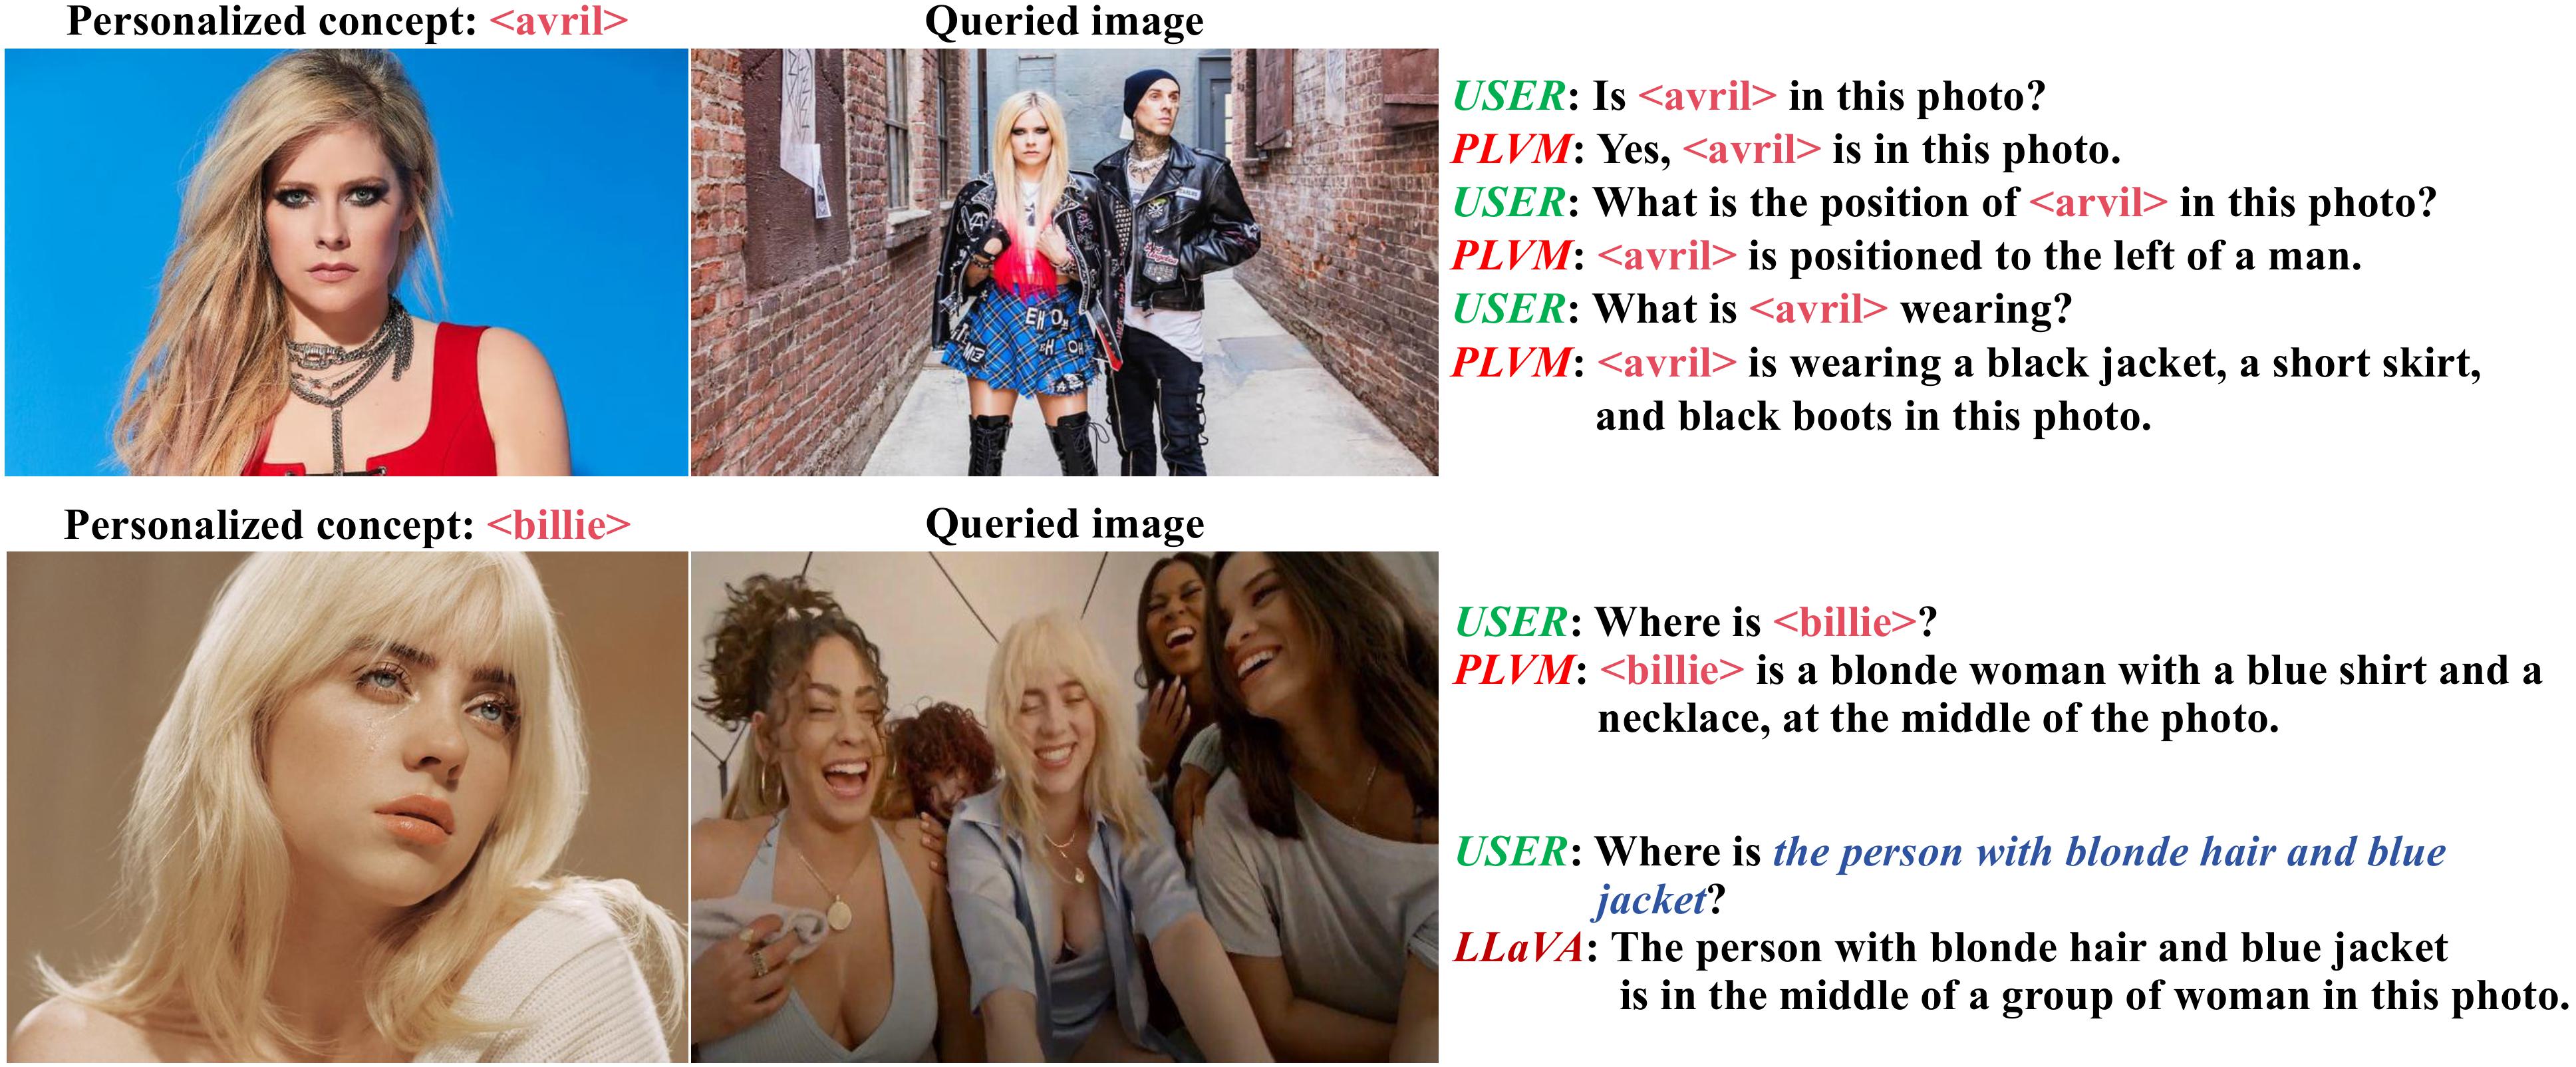 Personalized concept: <avril>
Queried image
USER: Is <avril> in this photo?
PLVM: Yes, <avril> is in this photo.
USER: What is the position of <arvil> in this photo?
PLVM: <avril> is positioned to the left of a man.
USER: What is <avril> wearing?
PLVM: <avril> is wearing a black jacket, a short skirt,
and black boots in this photo.
EH OH
EH OH
ME
Personalized concept: <billie>
Queried image
USER: Where is <billie>?
PLVM: <billie> is a blonde woman with a blue shirt and a
necklace, at the middle of the photo.
USER: Where is the person with blonde hair and blue
jacket?
LLaVA: The person with blonde hair and blue jacket
is in the middle of a group of woman in this photo.